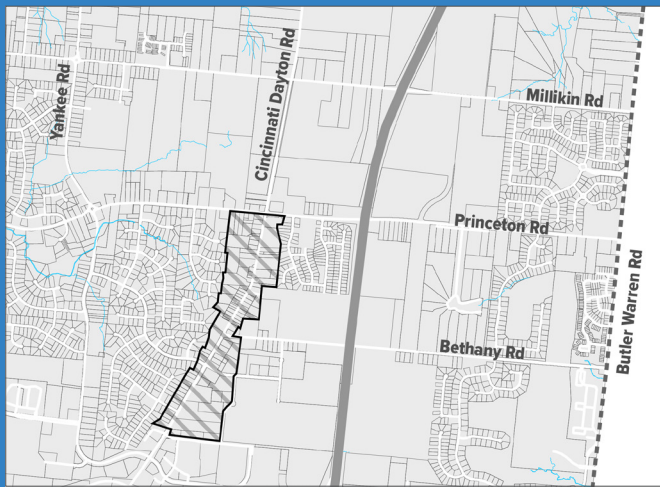 Yankee Rd
Cincinnati Dayton Rd
Millikin Rd
Princeton Rd
Bethany Rd
Butler Warren Rd